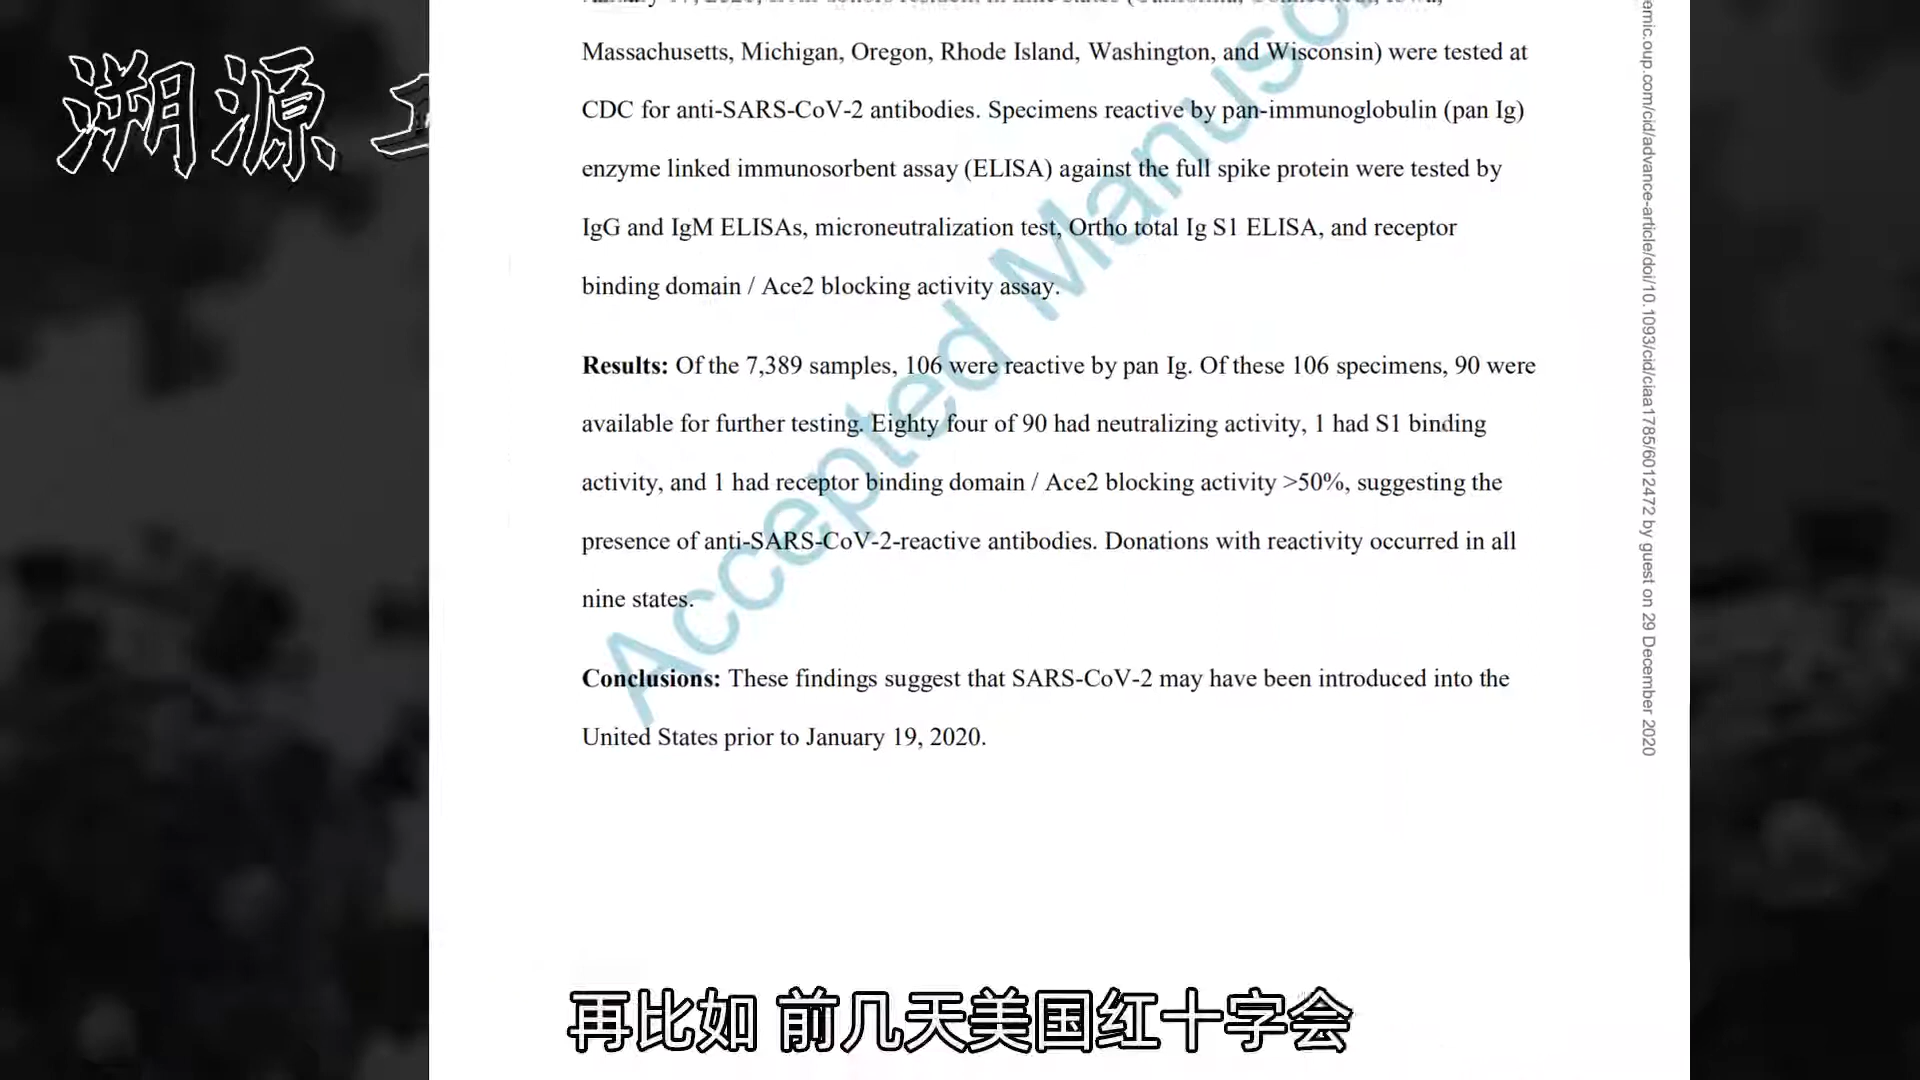 溯源
Massachusetts, Michigan, Oregon, Rhode Island, Washington, and Wisconsin) were tested at
CDC for anti-SARS-CoV-2 antibodies. Specimens reactive by pan-immunoglobulin (pan Ig)
enzyme linked immunosorbent assay (ELISA) against the full spike protein were tested by
IgG and IgM ELISAs, microneutralization test, Ortho total Ig S1 ELISA, and receptor
binding domain / Ace2 blocking activity assay.
Results: Of the 7,389 samples, 106 were reactive by pan Ig. Of these 106 specimens, 90 were
available for further testing. Eighty four of 90 had neutralizing activity, 1 had S1 binding
activity, and 1 had receptor binding domain / Ace2 blocking activity >50%, suggesting the
presence of anti-SARS-CoV-2-reactive antibodies. Donations with reactivity occurred in all
nine states.
Conclusions: These findings suggest that SARS-CoV-2 may have been introduced into the
United States prior to January 19, 2020.
Accepted Manusc
emic.oup.com/cid/advance-article/doi/10.1093/cid/ciaa1785/6012472 by guest on 29 December 2020
再比如 前几天美国红十字会